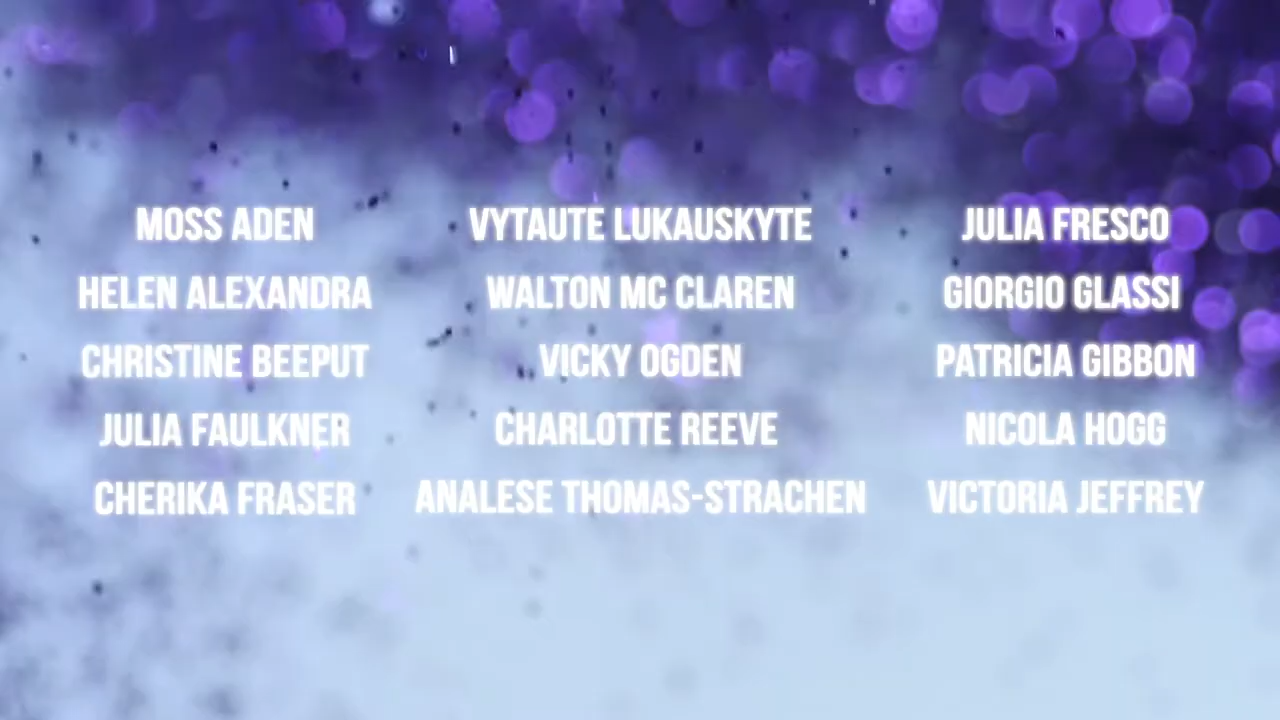 MOSS ADEN
HELEN ALEXANDRA
CHRISTINE BEEPUT
JULIA FAULKNER
CHERIKA FRASER
VYTAUTE LUKAUSKYTE
WALTON MC CLAREN
VICKY OGDEN
CHARLOTTE REEVE
ANALESE THOMAS-STRACHEN
JULIA FRESCO
GIORGIO GLASSI
PATRICIA GIBBON
NICOLA HOGG
VICTORIA JEFFREY